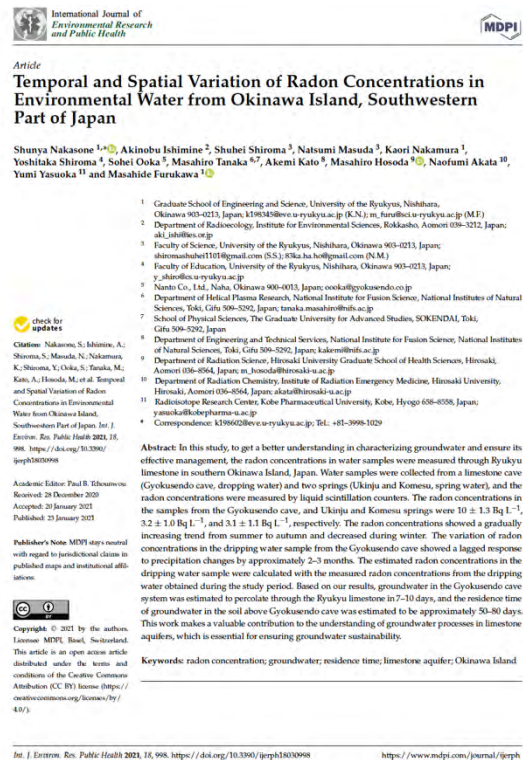 International Journal of
Environmental Research
and Public Health
MDPI
Article
Temporal and Spatial Variation of Radon Concentrations in
Environmental Water from Okinawa Island, Southwestern
Part of Japan
Shunya Nakasone 1,*, Akinobu Ishimine 2, Shuhei Shiroma 3, Natsumi Masuda 3, Kaori Nakamura 1,
Yoshitaka Shiroma 4, Sohei Ooka 5, Masahiro Tanaka 6,7, Akemi Kato 8, Masahiro Hosoda 9, Naofumi Akata 10,
Yumi Yasuoka 11 and Masahide Furukawa 1
1 Graduate School of Engineering and Science, University of the Ryukyus, Nishihara,
Okinawa 903-0213, Japan; k198345@eve.u-ryukyu.ac.jp (K.N.); m_furu@sci.u-ryukyu.ac.jp (M.F.)
2 Department of Radioecology, Institute for Environmental Sciences, Rokkasho, Aomori 039-3212, Japan;
aki_ishi@ies.or.jp
3 Faculty of Science, University of the Ryukyus, Nishihara, Okinawa 903-0213, Japan;
shiromashuhei1101@gmail.com (S.S.); 83ka.ha.ho@gmail.com (N.M.)
4 Faculty of Education, University of the Ryukyus, Nishihara, Okinawa 903-0213, Japan;
y_shiro@cs.u-ryukyu.ac.jp
5 Nanto Co., Ltd., Naha, Okinawa 900-0013, Japan; oooka@gyokusendo.co.jp
6 Department of Helical Plasma Research, National Institute for Fusion Science, National Institutes of Natural
Sciences, Toki, Gifu 509-5292, Japan; tanaka.masahiro@nifs.ac.jp
7 School of Physical Sciences, The Graduate University for Advanced Studies, SOKENDAI, Toki,
Gifu 509-5292, Japan
8 Department of Engineering and Technical Services, National Institute for Fusion Science, National Institutes
of Natural Sciences, Toki, Gifu 509-5292, Japan; kakemi@nifs.ac.jp
9 Department of Radiation Science, Hirosaki University Graduate School of Health Sciences, Hirosaki,
Aomori 036-8564, Japan; m_hosoda@hirosaki-u.ac.jp
10 Department of Radiation Chemistry, Institute of Radiation Emergency Medicine, Hirosaki University,
Hirosaki, Aomori 036-8564, Japan; akata@hirosaki-u.ac.jp
11 Radioisotope Research Center, Kobe Pharmaceutical University, Kobe, Hyogo 658-8558, Japan;
yasuoka@kobepharma-u.ac.jp
* Correspondence: k198602@eve.u-ryukyu.ac.jp; Tel.: +81-3998-1029
check for
updates
Citation: Nakasone, S.; Ishimine, A.;
Shiroma, S.; Masuda, N.; Nakamura,
K.; Shiroma, Y.; Ooka, S.; Tanaka, M.;
Kato, A.; Hosoda, M.; et al. Temporal
and Spatial Variation of Radon
Concentrations in Environmental
Water from Okinawa Island,
Southwestern Part of Japan. Int. J.
Environ. Res. Public Health 2021, 18,
998. https://doi.org/10.3390/
ijerph18030998
Academic Editor: Paul B. Tchounwou
Received: 28 December 2020
Accepted: 20 January 2021
Published: 23 January 2021
Publisher's Note: MDPI stays neutral
with regard to jurisdictional claims in
published maps and institutional affil-
iations.
CC BY
Copyright: © 2021 by the authors.
Licensee MDPI, Basel, Switzerland.
This article is an open access article
distributed under the terms and
conditions of the Creative Commons
Attribution (CC BY) license (https://
creativecommons.org/licenses/by/
4.0/).
Abstract: In this study, to get a better understanding in characterizing groundwater and ensure its
effective management, the radon concentrations in water samples were measured through Ryukyu
limestone in southern Okinawa Island, Japan. Water samples were collected from a limestone cave
(Gyokusendo cave, dropping water) and two springs (Ukinju and Komesu, spring water), and the
radon concentrations were measured by liquid scintillation counters. The radon concentrations in
the samples from the Gyokusendo cave, and Ukinju and Komesu springs were 10 ± 1.3 Bq L−1,
3.2 ± 1.0 Bq L−1, and 3.1 ± 1.1 Bq L−1, respectively. The radon concentrations showed a gradually
increasing trend from summer to autumn and decreased during winter. The variation of radon
concentrations in the dripping water sample from the Gyokusendo cave showed a lagged response
to precipitation changes by approximately 2–3 months. The estimated radon concentrations in the
dripping water sample were calculated with the measured radon concentrations from the dripping
water obtained during the study period. Based on our results, groundwater in the Gyokusendo cave
system was estimated to percolate through the Ryukyu limestone in 7–10 days, and the residence time
of groundwater in the soil above Gyokusendo cave was estimated to be approximately 50–80 days.
This work makes a valuable contribution to the understanding of groundwater processes in limestone
aquifers, which is essential for ensuring groundwater sustainability.
Keywords: radon concentration; groundwater; residence time; limestone aquifer; Okinawa Island
Int. J. Environ. Res. Public Health 2021, 18, 998. https://doi.org/10.3390/ijerph18030998
https://www.mdpi.com/journal/ijerph